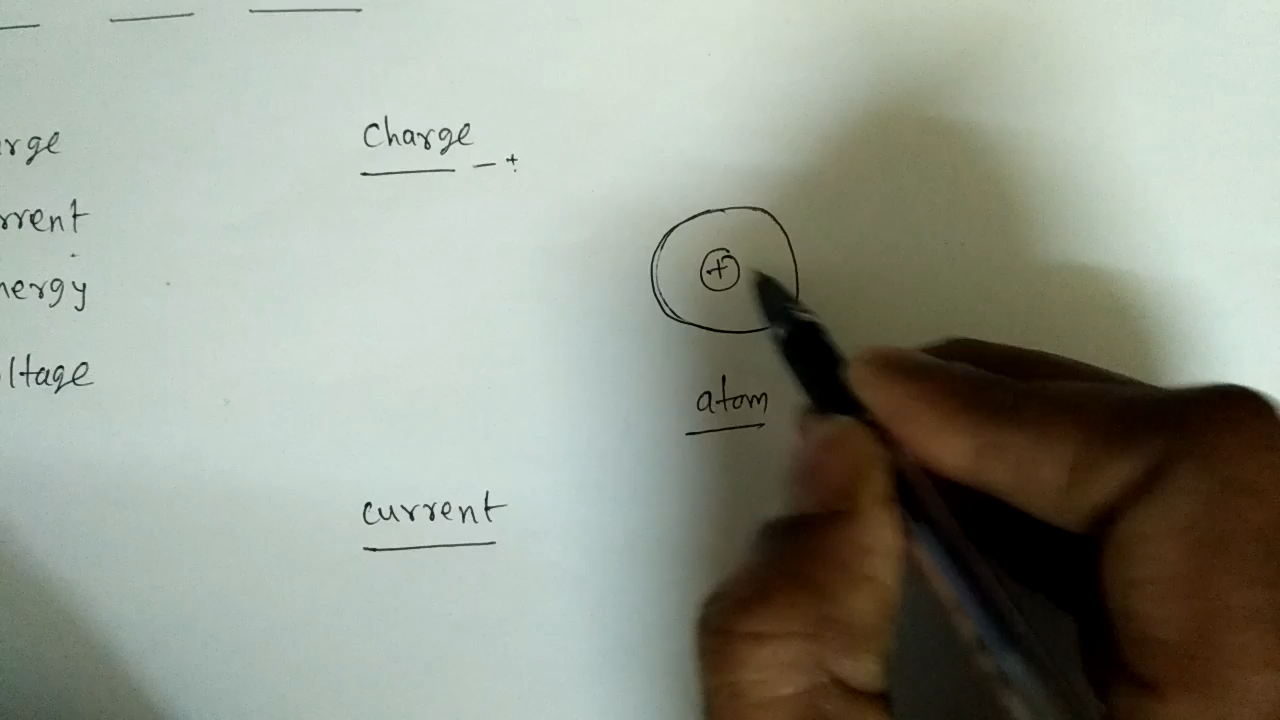 rge
rrent
nergy
ltage
Charge
- +
+
atom
current